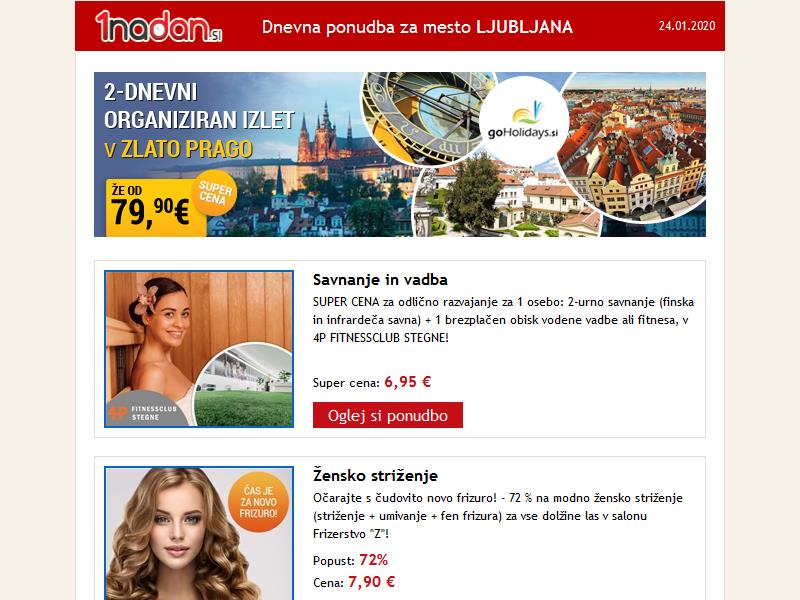 1nadan.SI
Dnevna ponudba za mesto LJUBLJANA
24.01.2020
2-DNEVNI
ORGANIZIRAN IZLET
V ZLATO PRAGO
ŽE OD
79,90€
SUPER
CENA
goHolidays.si
Savnanje in vadba
SUPER CENA za odlično razvajanje za 1 osebo: 2-urno savnanje (finska
in infrardeča savna) + 1 brezplačen obisk vodene vadbe ali fitnesa, v
4P FITNESSCLUB STEGNE!
Super cena: 6,95 €
Oglej si ponudbo
4P FITNESSCLUB
STEGNE
Žensko striženje
Očarajte s čudovito novo frizuro! - 72 % na modno žensko striženje
(striženje + umivanje + fen frizura) za vse dolžine las v salonu
Frizerstvo "Z"!
Popust: 72%
Cena: 7,90 €
ČAS JE
ZA NOVO
FRIZURO!